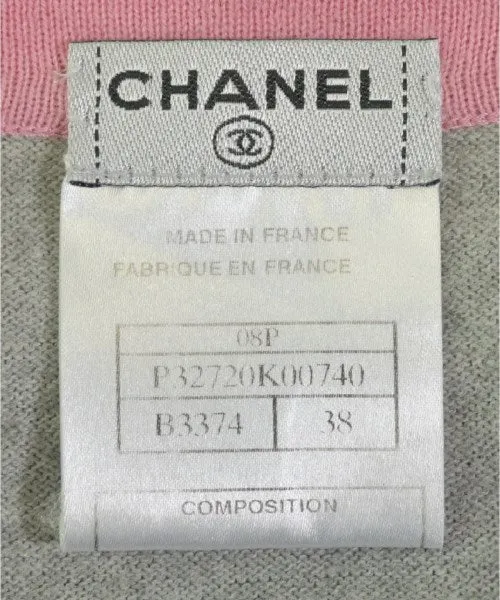 CHANEL
MADE IN FRANCE
FABRIQUE EN FRANCE
08P
P32720K00740
B3374 38
COMPOSITION